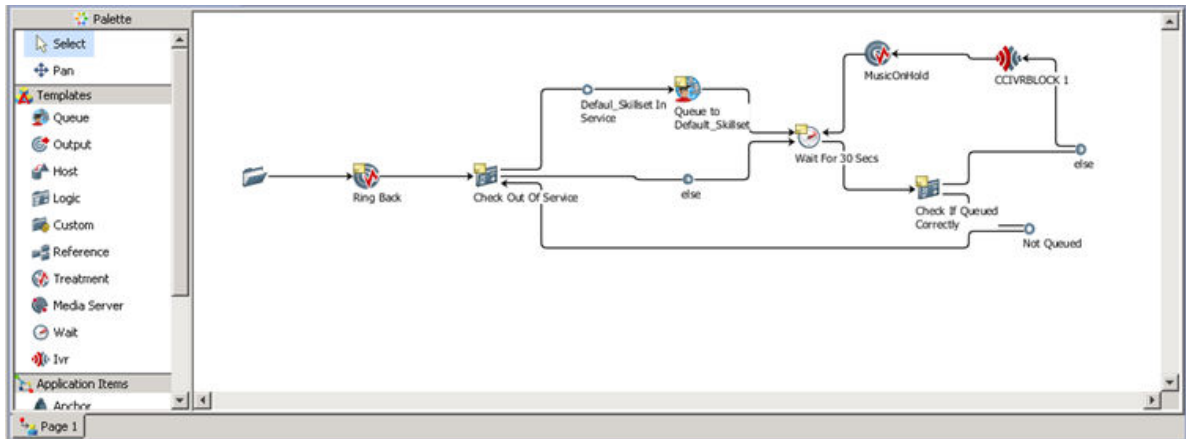 Palette
Select
Pan
Templates
Queue
Output
Host
Logic
Custom
Reference
Treatment
Media Server
Wait
Ivr
Application Items
Anchor
Page 1
Ring Back
Check Out Of Service
Defaul_Skillset In
Service
Queue to
Default_Skillset
else
Wait For 30 Secs
MusicOnHold
CCIVRBLOCK 1
else
Check If Queued
Correctly
Not Queued